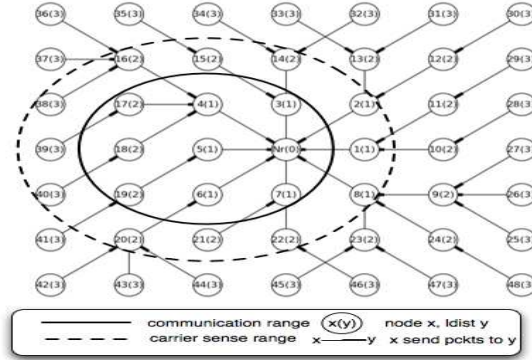 36(3) 35(3) 34(3) 33(3) 32(3) 31(3) 30(3)
37(3) 16(2) 15(2) 14(2) 13(2) 12(2) 29(3)
38(3) 17(2) 4(1) 3(1) 2(1) 11(2) 28(3)
39(3) 18(2) 5(1) Nr(0) 1(1) 10(2) 27(3)
40(3) 19(2) 6(1) 7(1) 8(1) 9(2) 26(3)
41(3) 20(2) 21(2) 22(2) 23(2) 24(2) 25(3)
42(3) 43(3) 44(3) 45(3) 46(3) 47(3) 48(3)
communication range x(y) node x, ldist y
carrier sense range x y x send pckts to y